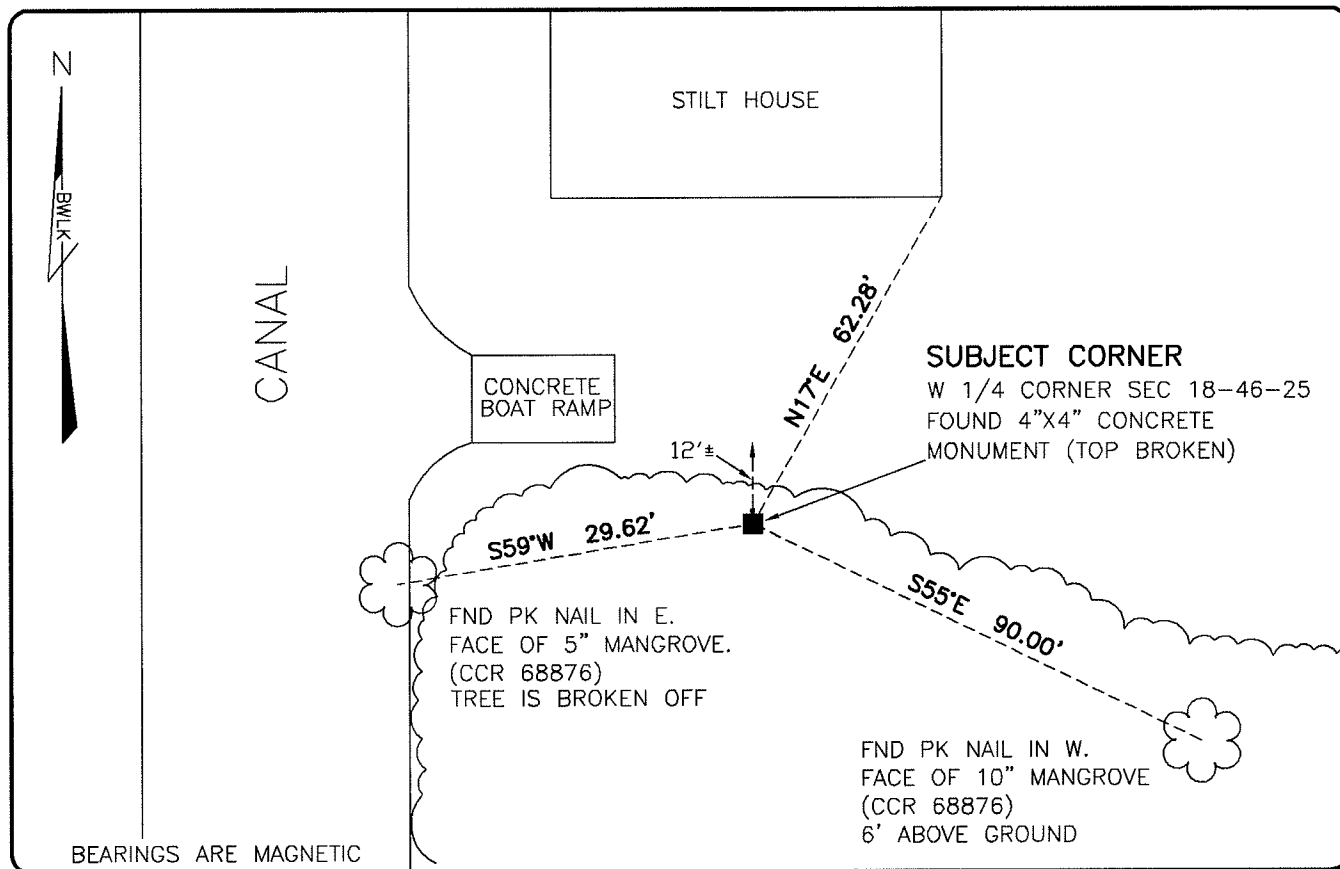 N
BWLK
STILT HOUSE
CANAL
N17°E 62.28'
CONCRETE
BOAT RAMP
SUBJECT CORNER
W 1/4 CORNER SEC 18-46-25
FOUND 4"X4" CONCRETE
MONUMENT (TOP BROKEN)
12'±
S59°W 29.62'
S55°E 90.00'
FND PK NAIL IN E.
FACE OF 5" MANGROVE.
(CCR 68876)
TREE IS BROKEN OFF
FND PK NAIL IN W.
FACE OF 10" MANGROVE
(CCR 68876)
6' ABOVE GROUND
BEARINGS ARE MAGNETIC